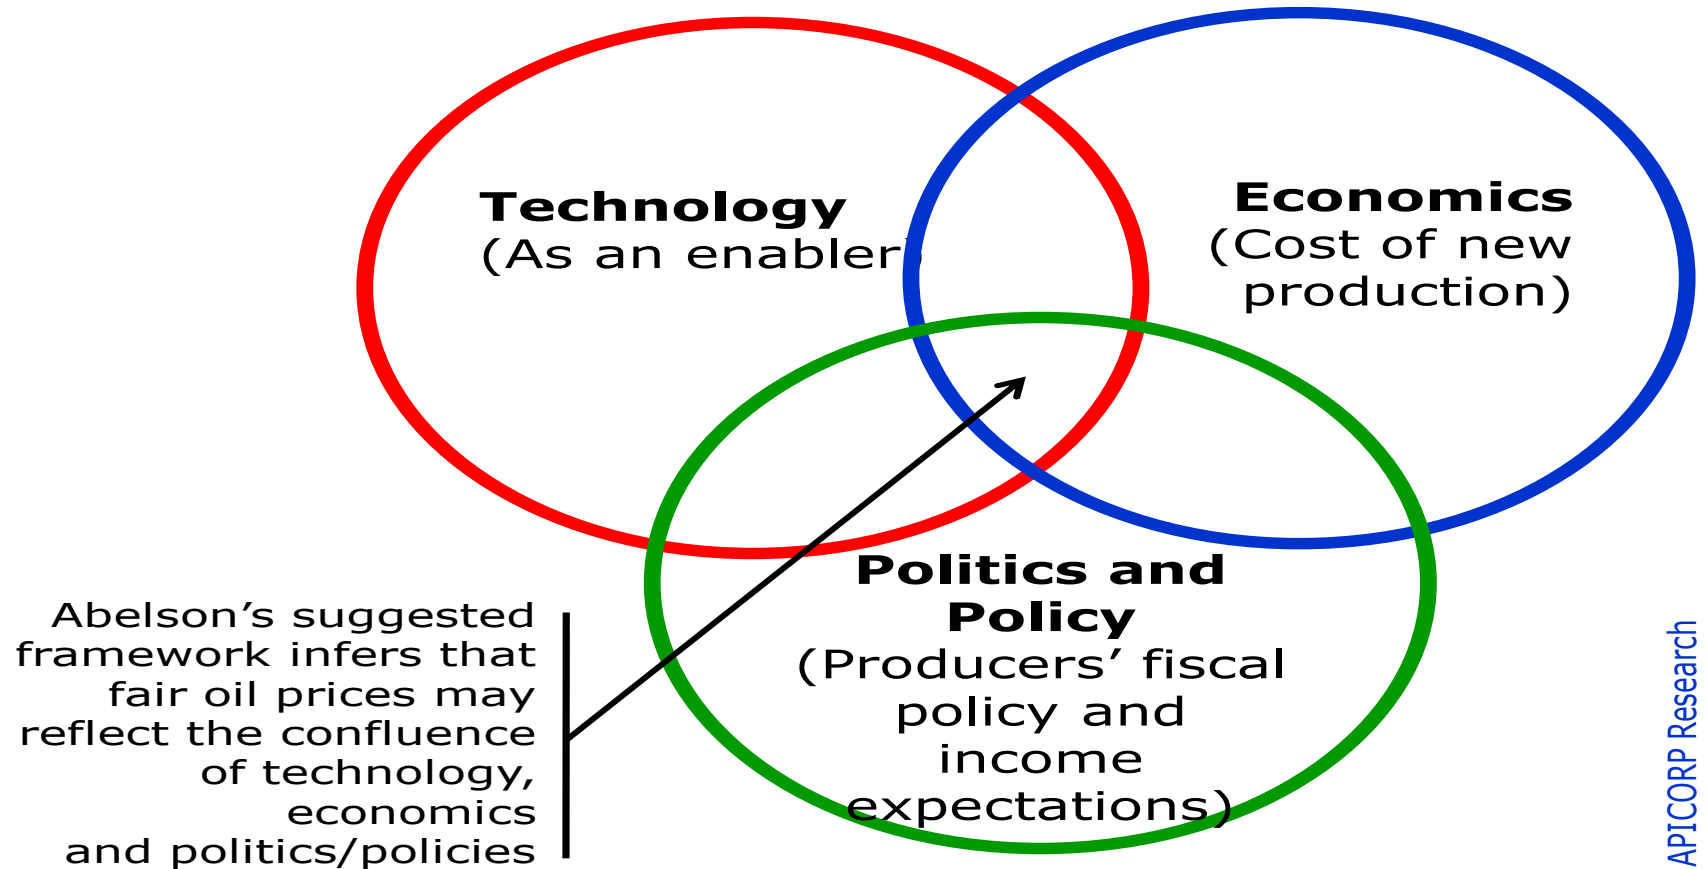 Technology
(As an enabler)
Economics
(Cost of new
production)
Politics and
Policy
(Producers’ fiscal
policy and
income
expectations)
Abelson’s suggested
framework infers that
fair oil prices may
reflect the confluence
of technology,
economics
and politics/policies
APICORP Research